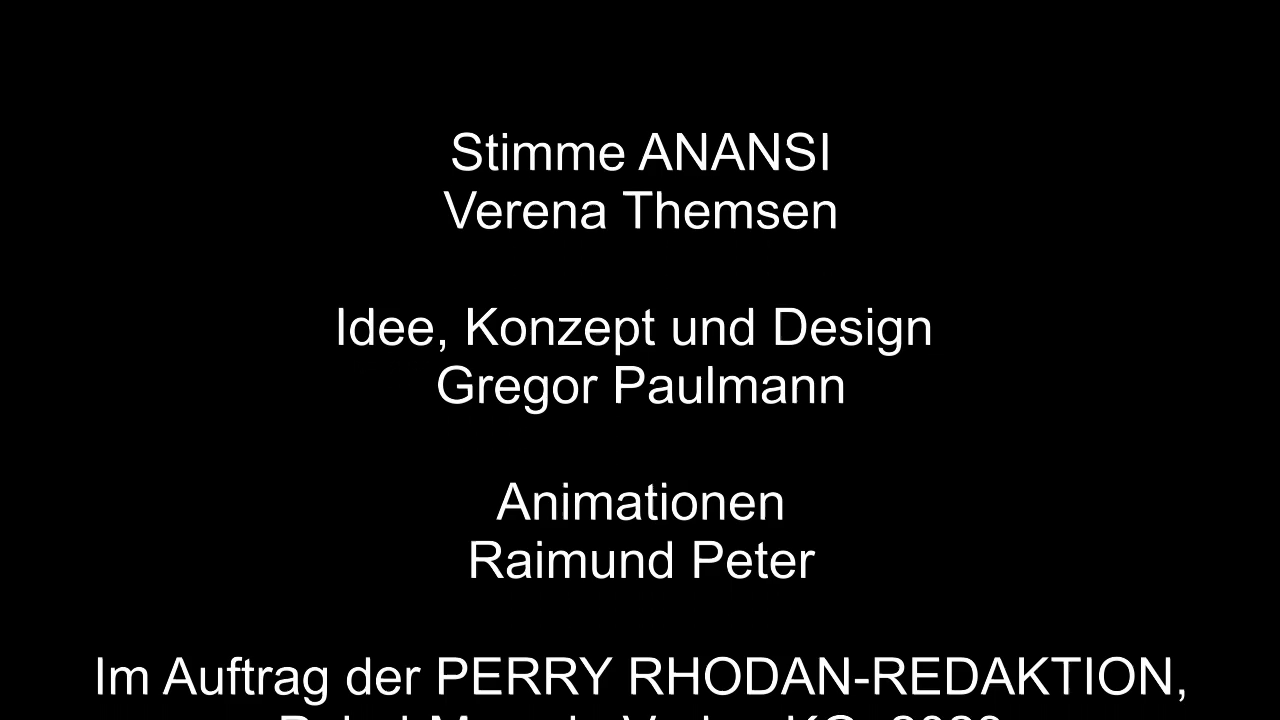 Stimme ANANSI
Verena Themsen
Idee, Konzept und Design
Gregor Paulmann
Animationen
Raimund Peter
Im Auftrag der PERRY RHODAN-REDAKTION,